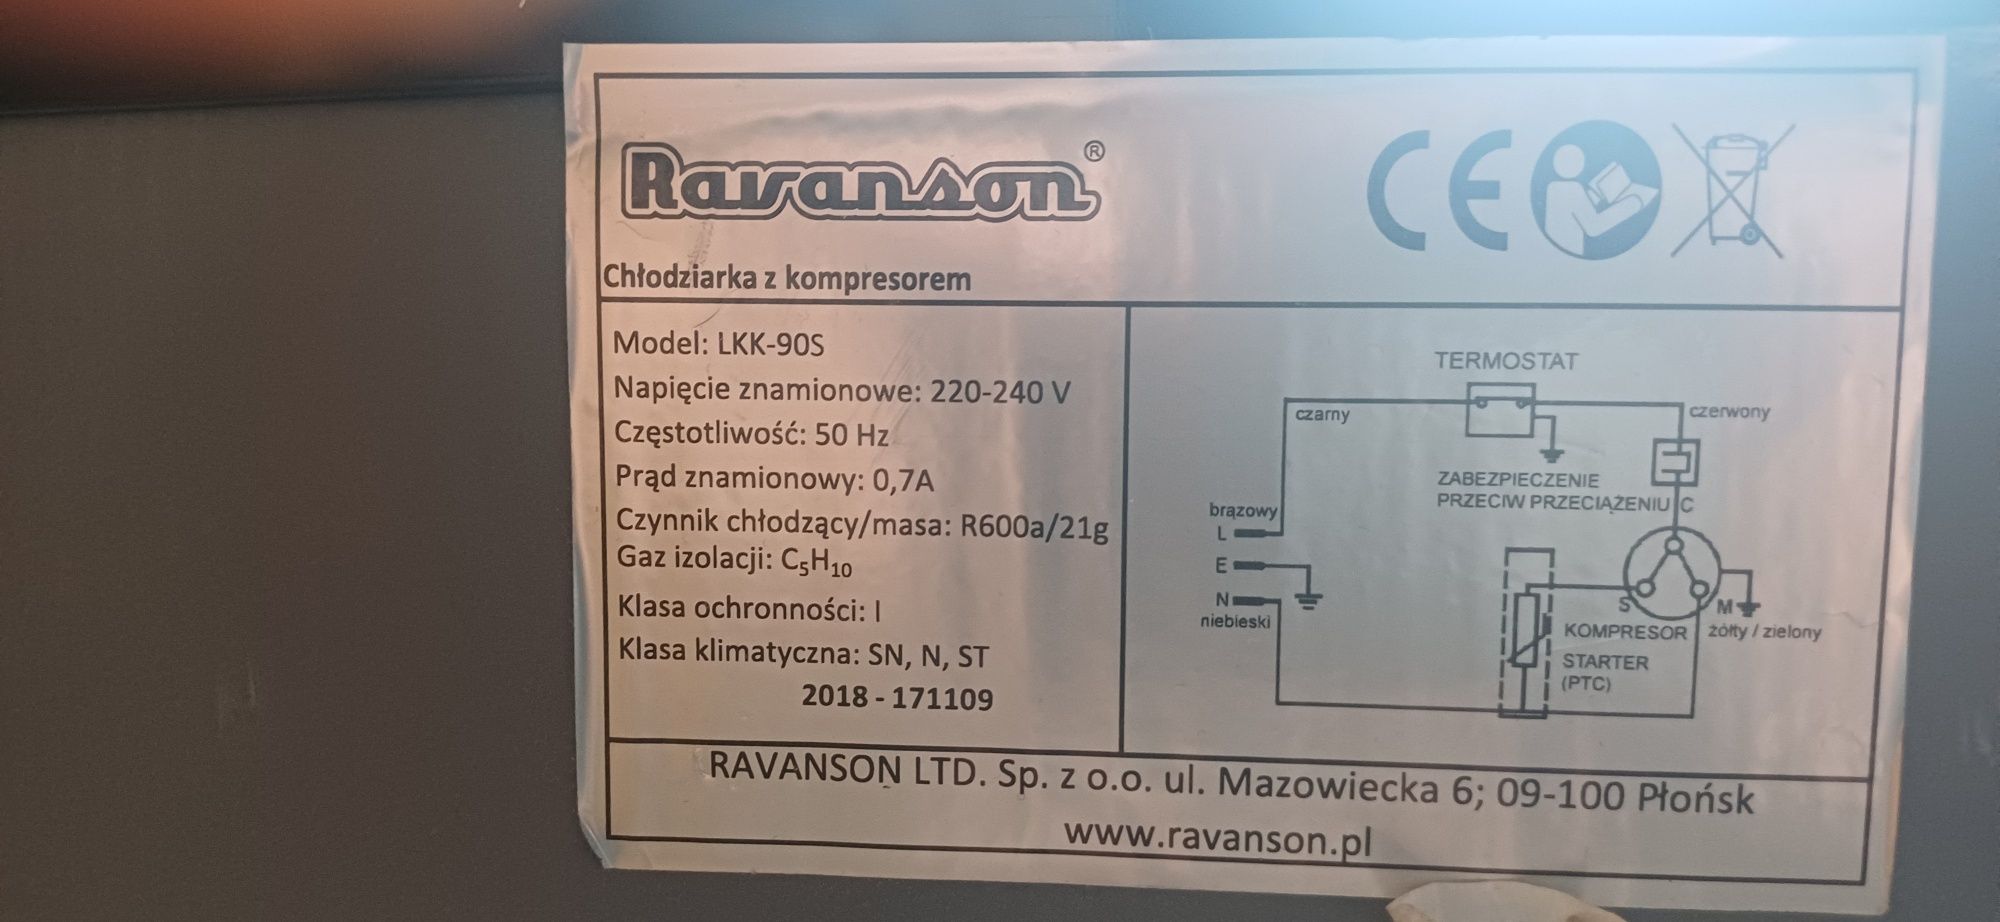 Ravanson®
CE
Chłodziarka z kompresorem
Model: LKK-90S
Napięcie znamionowe: 220-240 V
Częstotliwość: 50 Hz
Prąd znamionowy: 0,7A
Czynnik chłodzący/masa: R600a/21g
Gaz izolacji: C₅H₁₀
Klasa ochronności: I
Klasa klimatyczna: SN, N, ST
2018 - 171109
TERMOSTAT
czarny
czerwony
ZABEZPIECZENIE
PRZECIW PRZECIĄŻENIU
C
brązowy
L
E
N
niebieski
S
M
KOMPRESOR
żółty / zielony
STARTER
(PTC)
RAVANSON LTD. Sp. z o.o. ul. Mazowiecka 6; 09-100 Płońsk
www.ravanson.pl